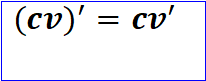 (cv)′ = cv′